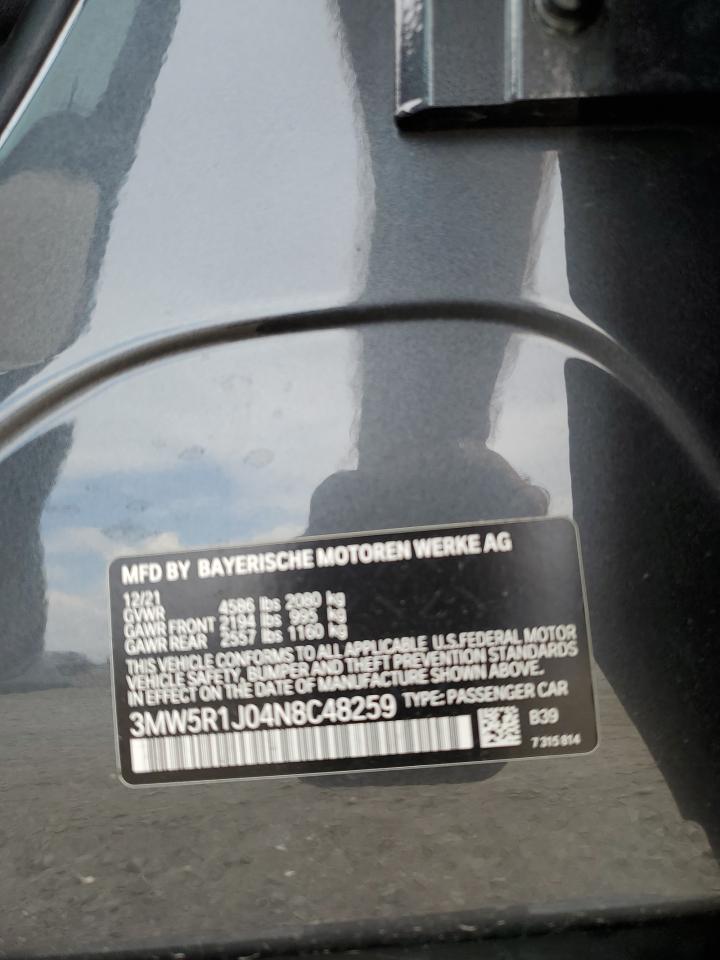 MFD BY BAYERISCHE MOTOREN WERKE AG
12/21
GVWR 4586 lbs 2080 kg
GAWR FRONT 2194 lbs 995 kg
GAWR REAR 2557 lbs 1160 kg
THIS VEHICLE CONFORMS TO ALL APPLICABLE U.S.FEDERAL MOTOR
VEHICLE SAFETY, BUMPER AND THEFT PREVENTION STANDARDS
IN EFFECT ON THE DATE OF MANUFACTURE SHOWN ABOVE.
3MW5R1J04N8C48259 TYPE: PASSENGER CAR
B39
7 315 814